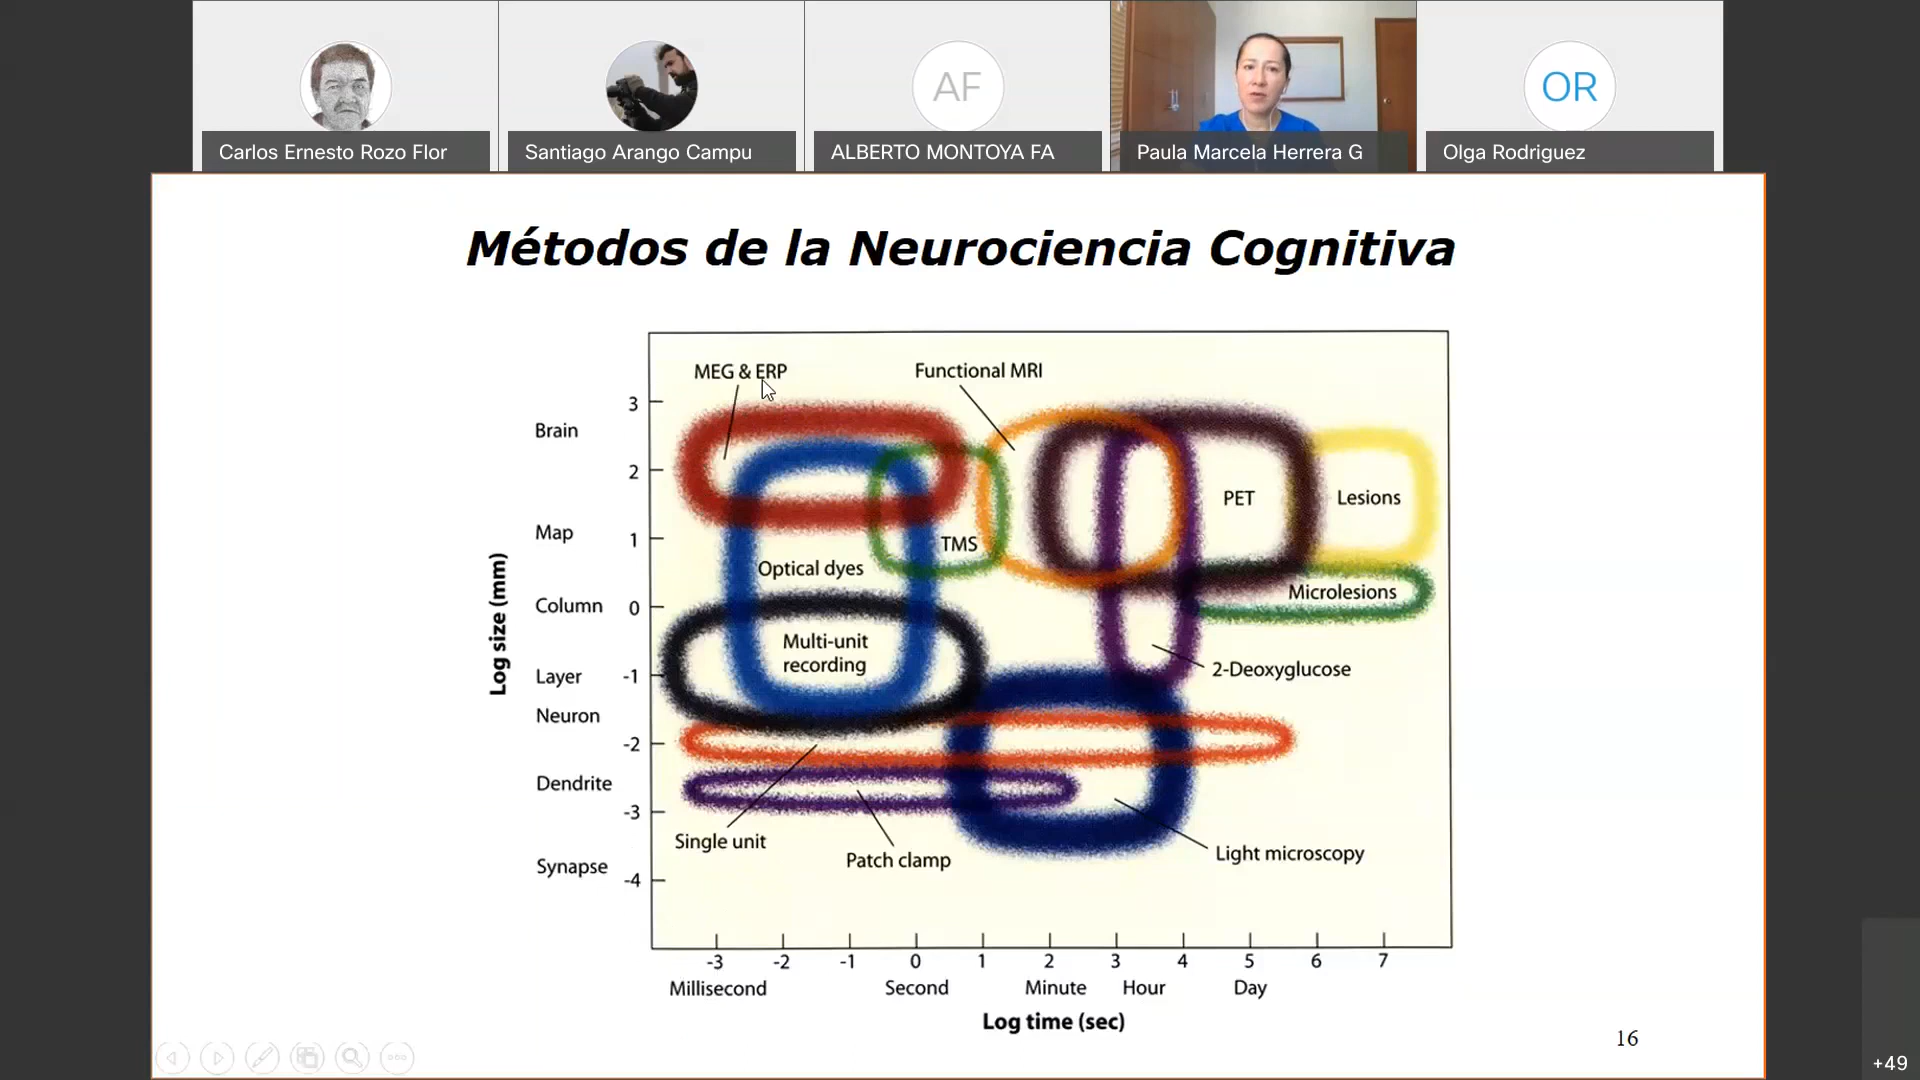 Carlos Ernesto Rozo Flor
Santiago Arango Campu
AF
ALBERTO MONTOYA FA
Paula Marcela Herrera G
OR
Olga Rodriguez
Métodos de la Neurociencia Cognitiva
MEG & ERP
Functional MRI
3
Brain
2
PET
Lesions
Map
1
TMS
Optical dyes
Log size (mm)
Column
0
Microlesions
Multi-unit
recording
Layer
-1
2-Deoxyglucose
Neuron
-2
Dendrite
-3
Single unit
Patch clamp
Light microscopy
Synapse
-4
-3 -2 -1 0 1 2 3 4 5 6 7
Millisecond Second Minute Hour Day
Log time (sec)
16
+49